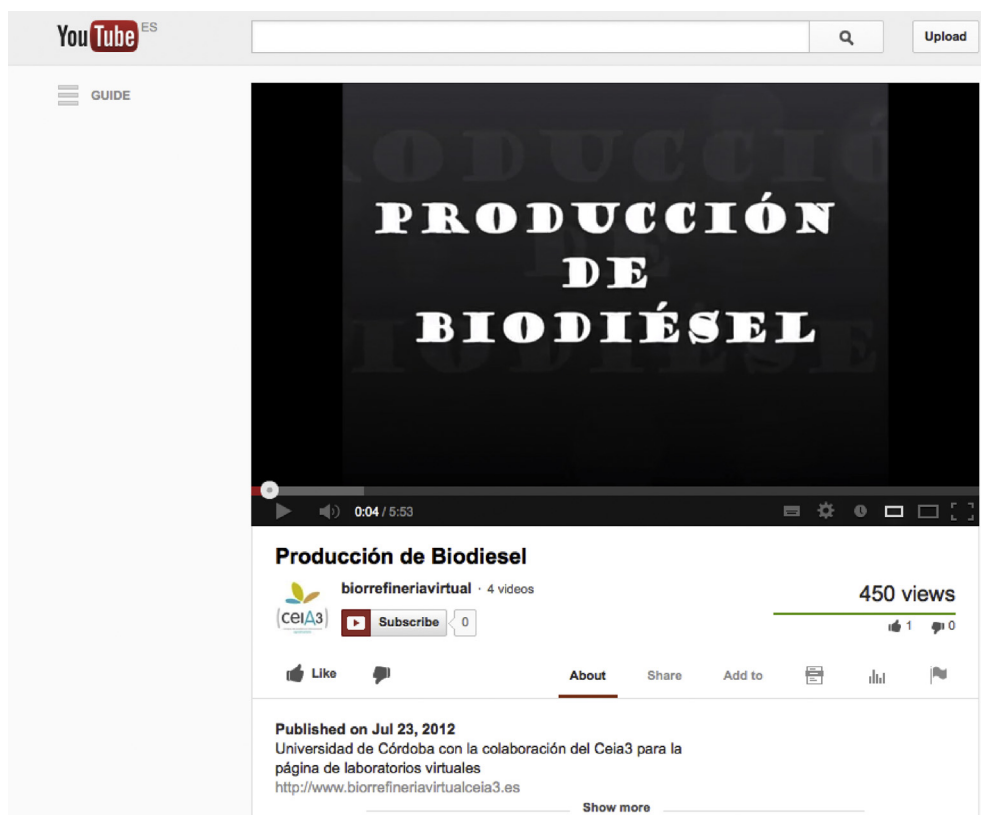 YouTube ES
Upload
GUIDE
PRODUCCIÓN
DE
BIODIÉSEL
0:04 / 5:53
Producción de Biodiesel
biorrefineriavirtual · 4 videos
450 views
(ceiA3)
Subscribe 0
1 0
Like
About Share Add to
Published on Jul 23, 2012
Universidad de Córdoba con la colaboración del Ceia3 para la
página de laboratorios virtuales
http://www.biorrefineriavirtualceia3.es
Show more